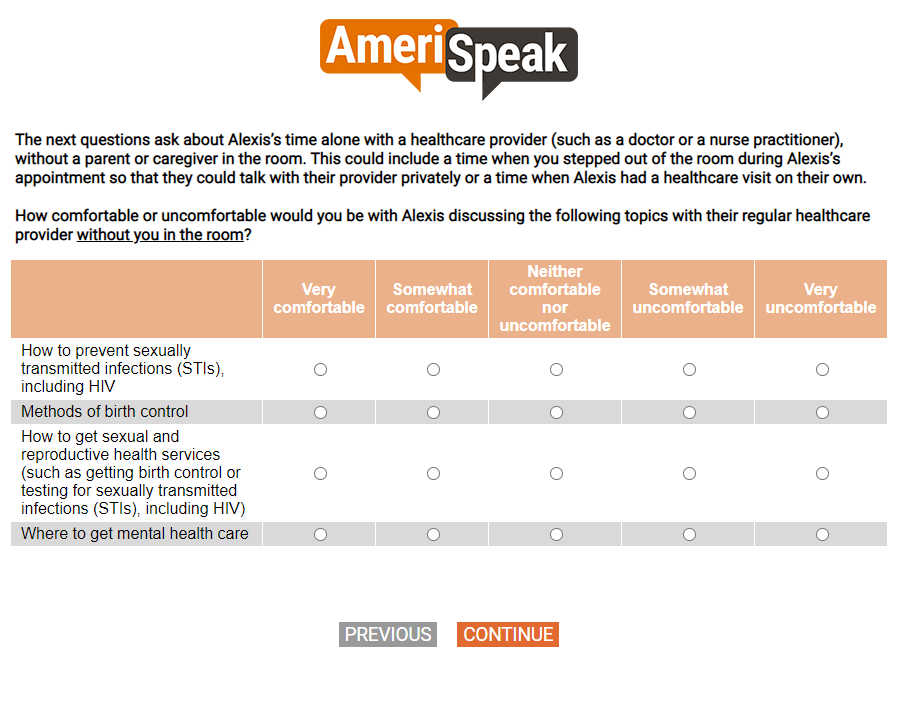 AmeriSpeak
The next questions ask about Alexis’s time alone with a healthcare provider (such as a doctor or a nurse practitioner),
without a parent or caregiver in the room. This could include a time when you stepped out of the room during Alexis’s
appointment so that they could talk with their provider privately or a time when Alexis had a healthcare visit on their own.
How comfortable or uncomfortable would you be with Alexis discussing the following topics with their regular healthcare
provider without you in the room?
Very
comfortable
Somewhat
comfortable
Neither
comfortable
nor
uncomfortable
Somewhat
uncomfortable
Very
uncomfortable
How to prevent sexually
transmitted infections (STIs),
including HIV
Methods of birth control
How to get sexual and
reproductive health services
(such as getting birth control or
testing for sexually transmitted
infections (STIs), including HIV)
Where to get mental health care
PREVIOUS
CONTINUE